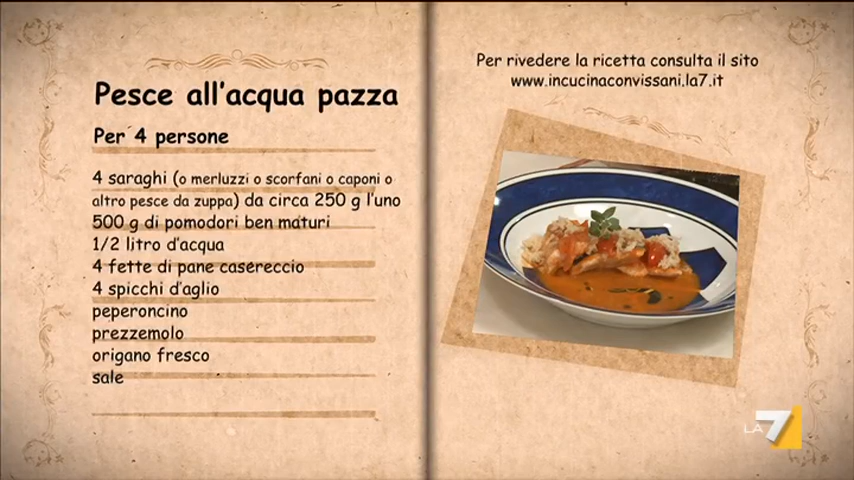 Pesce all'acqua pazza
Per 4 persone
4 saraghi (o merluzzi o scorfani o caponi o
altro pesce da zuppa) da circa 250 g l'uno
500 g di pomodori ben maturi
1/2 litro d'acqua
4 fette di pane casereccio
4 spicchi d'aglio
peperoncino
prezzemolo
origano fresco
sale
Per rivedere la ricetta consulta il sito
www.incucinaconvissani.la7.it
LA7